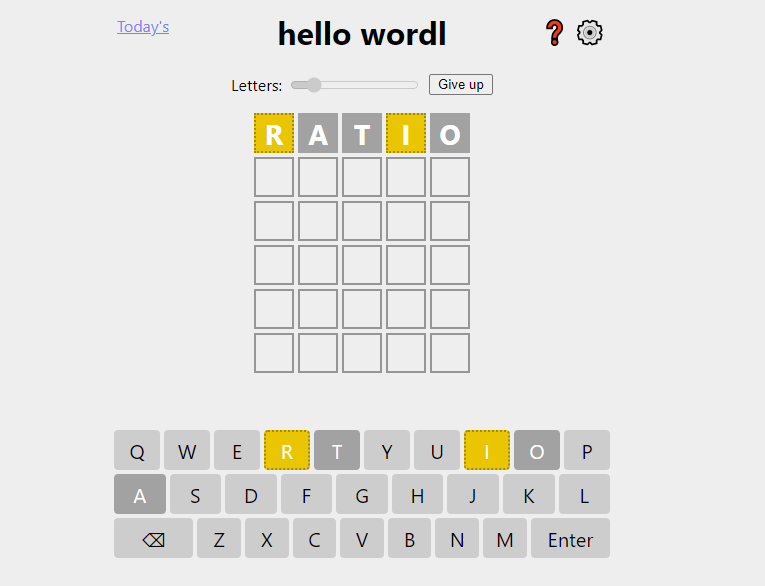 Today's
hello wordl
Letters: Give up
R A T I O
Q W E R T Y U I O P
A S D F G H J K L
⌫ Z X C V B N M Enter